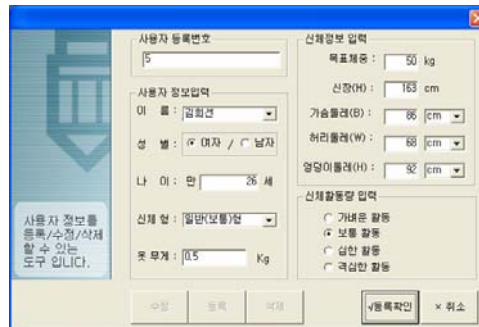 사용자 등록번호
5
사용자 정보입력
이 름 : 김희선
성 별 : 여자 / 남자
나 이 : 만 26 세
신체 형 : 일반(보통)형
옷 무게 : 0.5 Kg
신체정보 입력
목표체중 : 50 kg
신장(H) : 163 cm
가슴둘레(B) : 86 cm
허리둘레(W) : 68 cm
엉덩이둘레(H) : 92 cm
신체활동량 입력
가벼운 활동
보통 활동
심한 활동
격심한 활동
사용자 정보를
등록/수정/삭제
할 수 있는
도구 입니다.
수정 등록 삭제 √등록확인 × 취소